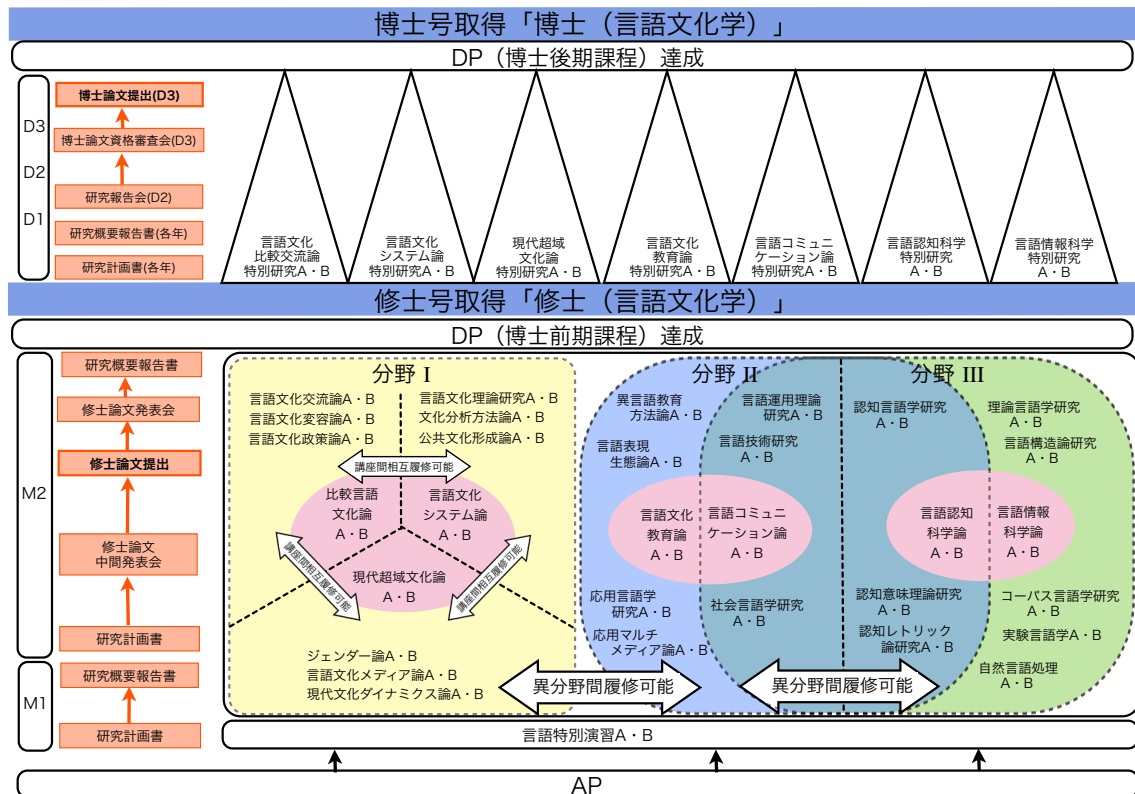 博士号取得「博士（言語文化学）」
DP（博士後期課程）達成
D3
D2
D1
博士論文提出(D3)
博士論文資格審査会(D3)
研究報告会(D2)
研究概要報告書(各年)
研究計画書(各年)
言語文化
比較交流論
特別研究A・B
言語文化
システム論
特別研究A・B
現代超域
文化論
特別研究A・B
言語文化
教育論
特別研究A・B
言語コミュニ
ケーション論
特別研究A・B
言語認知科学
特別研究
A・B
言語情報科学
特別研究
A・B
修士号取得「修士（言語文化学）」
DP（博士前期課程）達成
M2
M1
研究概要報告書
修士論文発表会
修士論文提出
修士論文
中間発表会
研究計画書
研究概要報告書
研究計画書
分野 I
言語文化交流論A・B
言語文化変容論A・B
言語文化政策論A・B
言語文化理論研究A・B
文化分析方法論A・B
公共文化形成論A・B
講座間相互履修可能
比較言語
文化論
A・B
言語文化
システム論
A・B
講座間相互履修可能
現代超域文化論
A・B
講座間相互履修可能
ジェンダー論A・B
言語文化メディア論A・B
現代文化ダイナミクス論A・B
分野 II
異言語教育
方法論A・B
言語表現
生態論A・B
言語運用理論
研究A・B
言語技術研究
A・B
言語文化
教育論
A・B
言語コミュニ
ケーション論
A・B
応用言語学
研究A・B
応用マルチ
メディア論A・B
社会言語学研究
A・B
分野 III
認知言語学研究
A・B
理論言語学研究
A・B
言語構造論研究
A・B
言語認知
科学論
A・B
言語情報
科学論
A・B
認知意味理論研究
A・B
認知レトリック
論研究A・B
コーパス言語学研究
A・B
実験言語学A・B
自然言語処理
A・B
異分野間履修可能
異分野間履修可能
言語特別演習A・B
AP